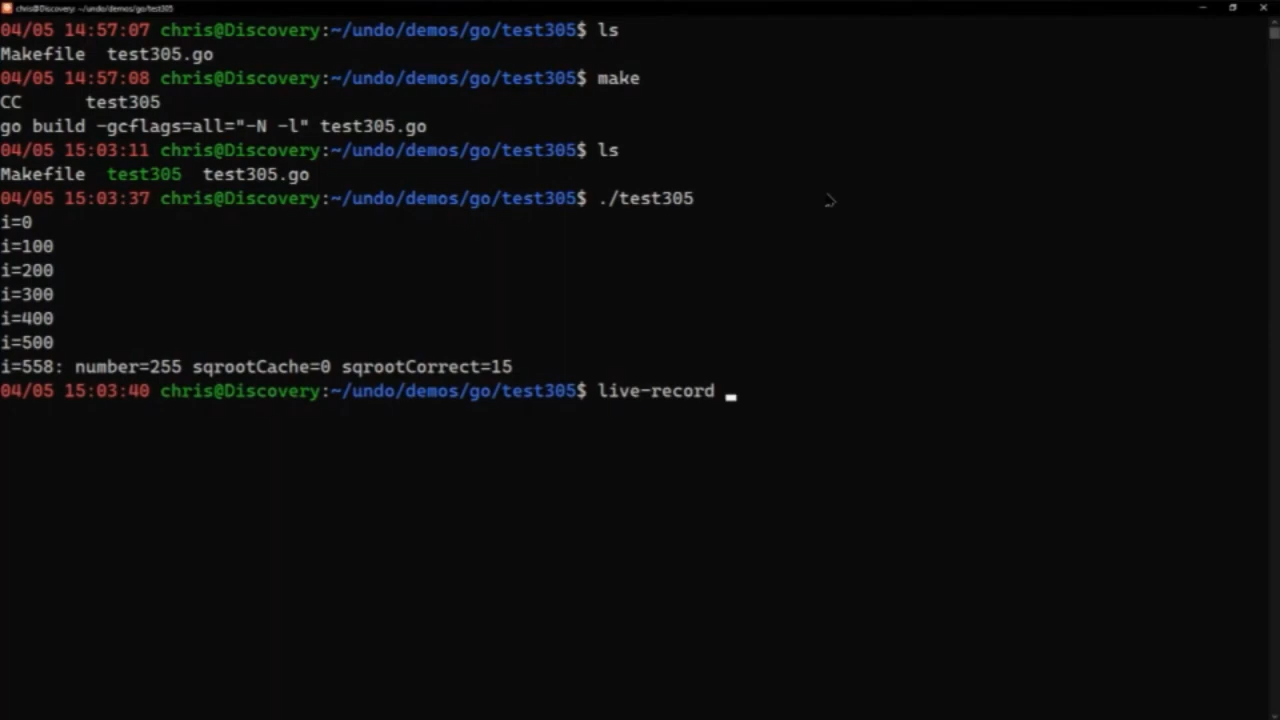 chris@Discovery: ~/undo/demos/go/test305
04/05 14:57:07 chris@Discovery:~/undo/demos/go/test305$ ls
Makefile  test305.go
04/05 14:57:08 chris@Discovery:~/undo/demos/go/test305$ make
CC      test305
go build -gcflags=all="-N -l" test305.go
04/05 15:03:11 chris@Discovery:~/undo/demos/go/test305$ ls
Makefile  test305  test305.go
04/05 15:03:37 chris@Discovery:~/undo/demos/go/test305$ ./test305
i=0
i=100
i=200
i=300
i=400
i=500
i=558: number=255 sqrootCache=0 sqrootCorrect=15
04/05 15:03:40 chris@Discovery:~/undo/demos/go/test305$ live-record